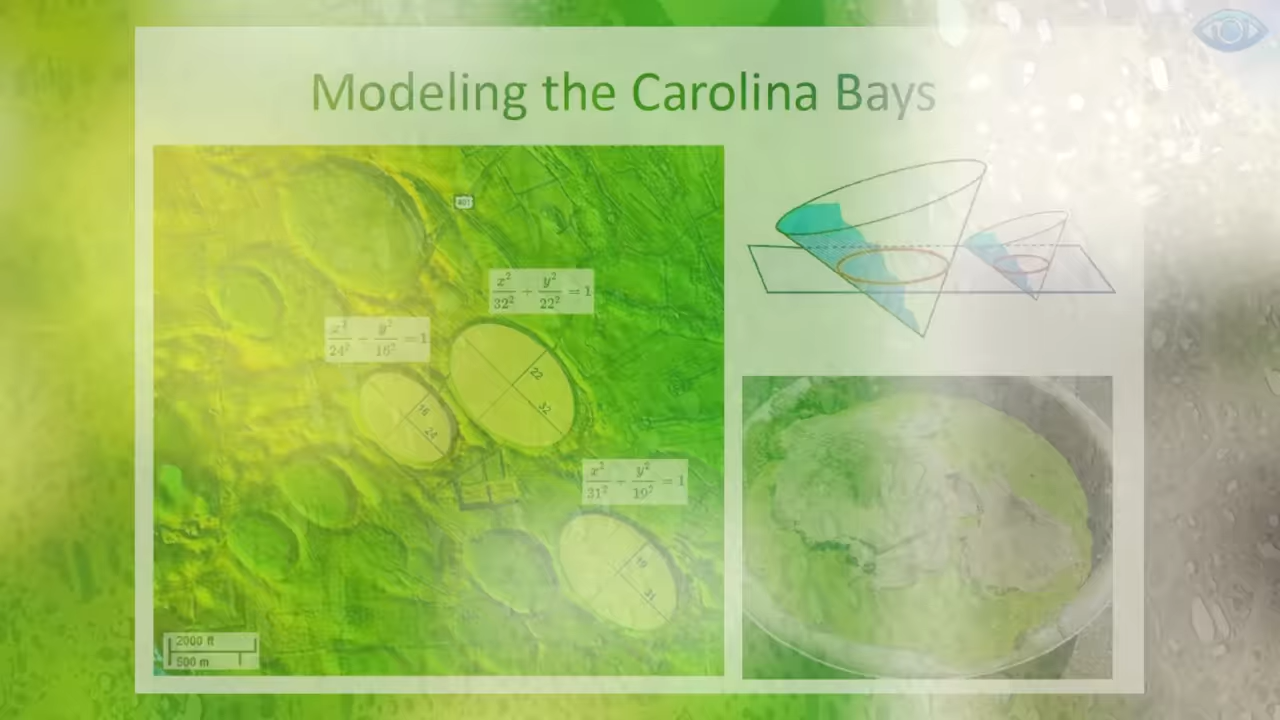 Modeling the Carolina Bays
401
x²/32² + y²/22² = 1
x²/24² + y²/16² = 1
22
32
16
24
x²/31² + y²/19² = 1
19
31
2000 ft
500 m